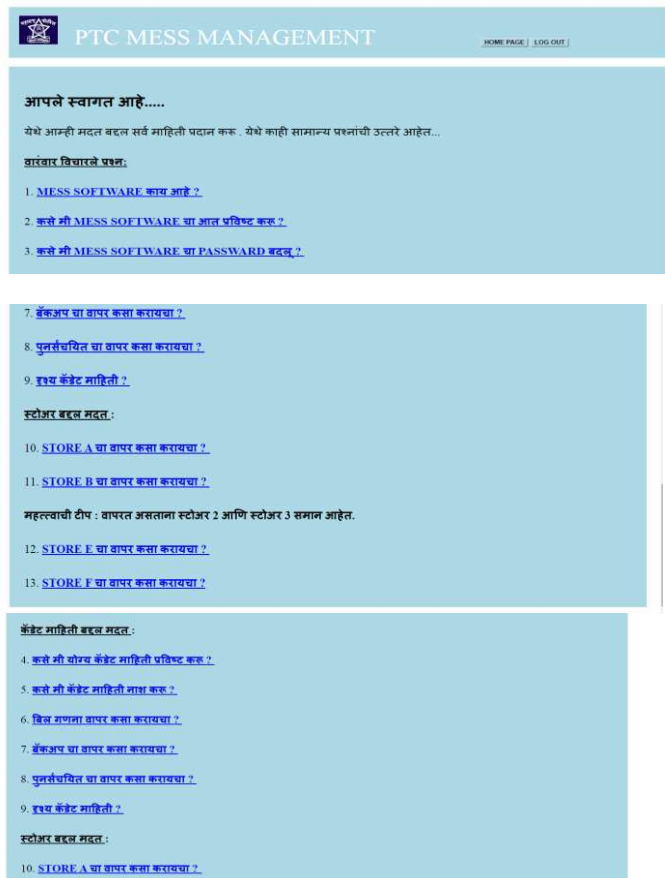 PTC MESS MANAGEMENT
HOME PAGE | LOG OUT |
आपले स्वागत आहे.....
येथे आम्ही मदत बद्दल सर्व माहिती प्रदान करू . येथे काही सामान्य प्रश्नांची उत्तरे आहेत...
वारंवार विचारले प्रश्न:
1. MESS SOFTWARE काय आहे ?
2. कसे मी MESS SOFTWARE चा आत प्रविष्ट करू ?
3. कसे मी MESS SOFTWARE चा PASSWARD बदलू ?
7. बॅकअप चा वापर कसा करायचा ?
8. पुनर्संचयित चा वापर कसा करायचा ?
9. दृश्य कॅडेट माहिती ?
स्टोअर बद्दल मदत :
10. STORE A चा वापर कसा करायचा ?
11. STORE B चा वापर कसा करायचा ?
महत्त्वाची टीप : वापरत असताना स्टोअर 2 आणि स्टोअर 3 समान आहेत.
12. STORE E चा वापर कसा करायचा ?
13. STORE F चा वापर कसा करायचा ?
कॅडेट माहिती बद्दल मदत :
4. कसे मी योग्य कॅडेट माहिती प्रविष्ट करू ?
5. कसे मी कॅडेट माहिती नाश करू ?
6. बिल गणना वापर कसा करायचा ?
7. बॅकअप चा वापर कसा करायचा ?
8. पुनर्संचयित चा वापर कसा करायचा ?
9. दृश्य कॅडेट माहिती ?
स्टोअर बद्दल मदत :
10. STORE A चा वापर कसा करायचा ?